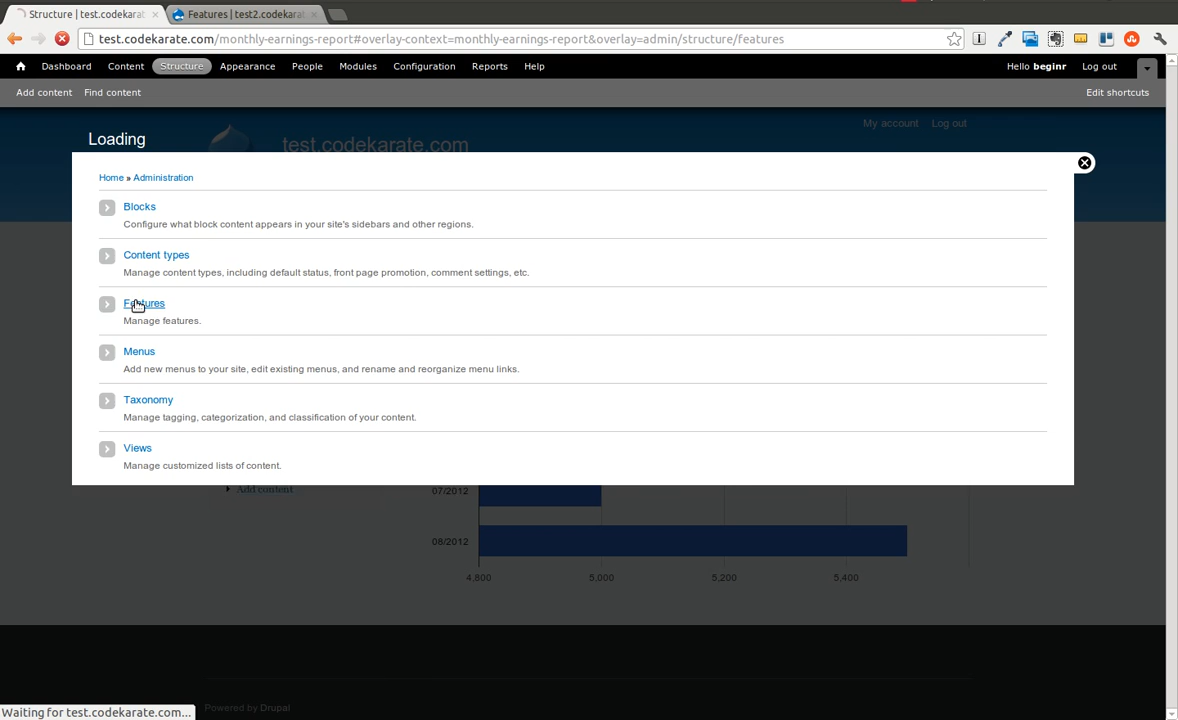 Structure | test.codekarat
Features | test2.codekarat
test.codekarate.com/monthly-earnings-report#overlay-context=monthly-earnings-report&overlay=admin/structure/features
Dashboard Content Structure Appearance People Modules Configuration Reports Help Hello beginr Log out
Add content Find content Edit shortcuts
My account Log out
Loading
test.codekarate.com
Home » Administration
Blocks
Configure what block content appears in your site's sidebars and other regions.
Content types
Manage content types, including default status, front page promotion, comment settings, etc.
Features
Manage features.
Menus
Add new menus to your site, edit existing menus, and rename and reorganize menu links.
Taxonomy
Manage tagging, categorization, and classification of your content.
Views
Manage customized lists of content.
Add content
07/2012
08/2012
4,800 5,000 5,200 5,400
Powered by Drupal
Waiting for test.codekarate.com...